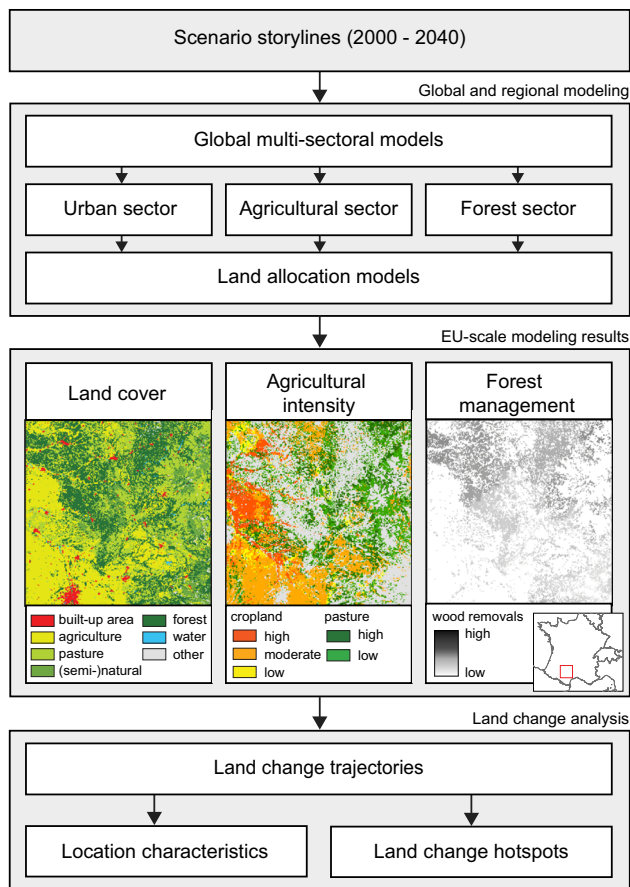 Scenario storylines (2000 - 2040)
Global and regional modeling
Global multi-sectoral models
Urban sector
Agricultural sector
Forest sector
Land allocation models
EU-scale modeling results
Land cover
Agricultural
intensity
Forest
management
built-up area
agriculture
pasture
(semi-)natural
forest
water
other
cropland
high
moderate
low
pasture
high
low
wood removals
high
low
Land change analysis
Land change trajectories
Location characteristics
Land change hotspots